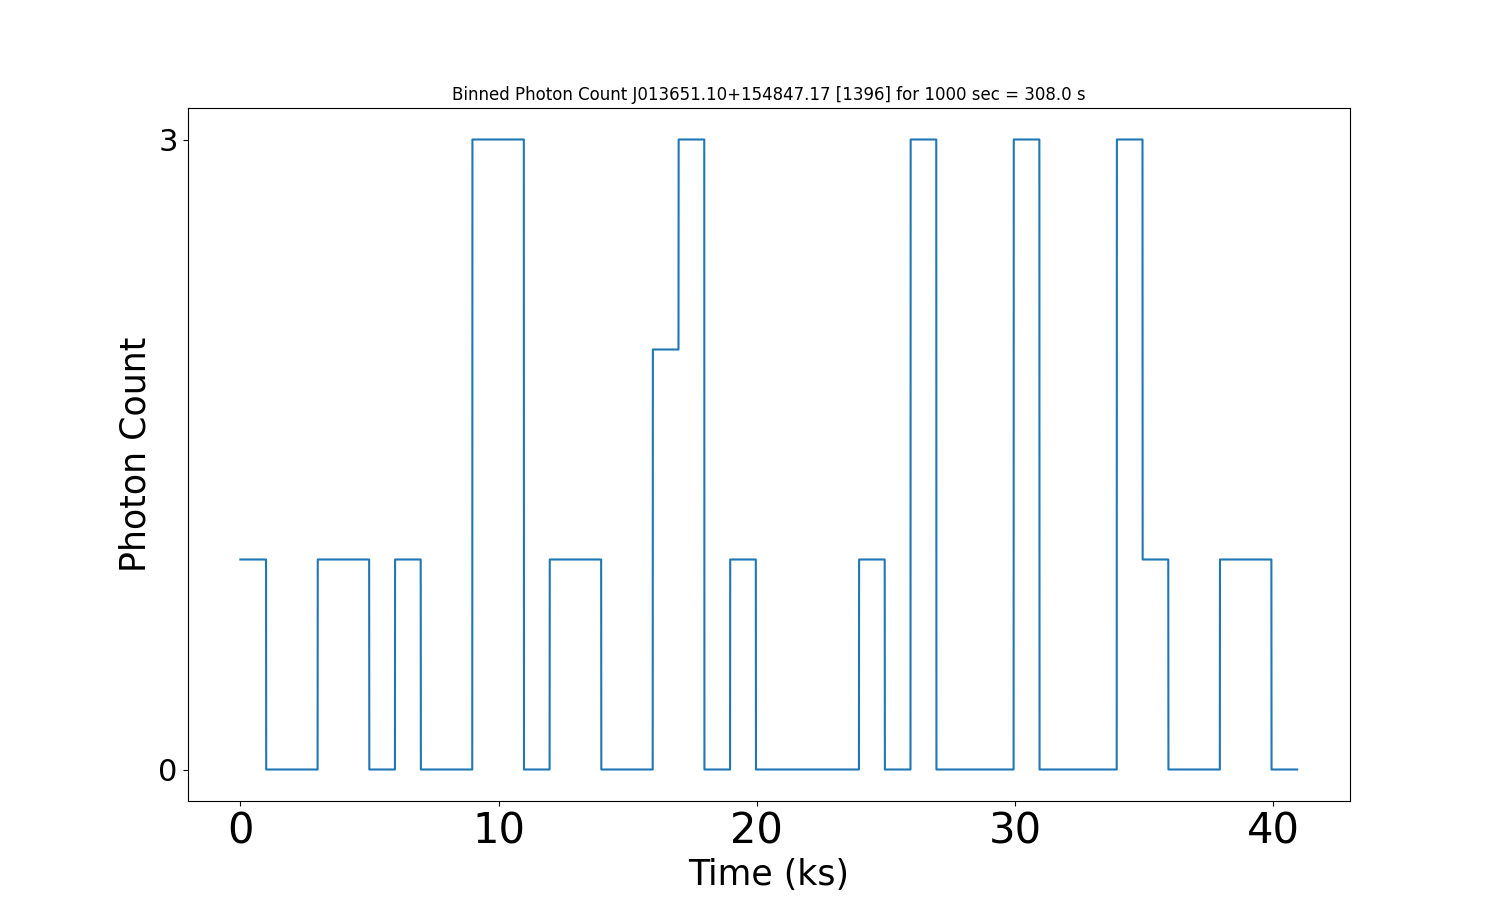 Binned Photon Count J013651.10+154847.17 [1396] for 1000 sec = 308.0 s
3
Photon Count
0
0 10 20 30 40
Time (ks)